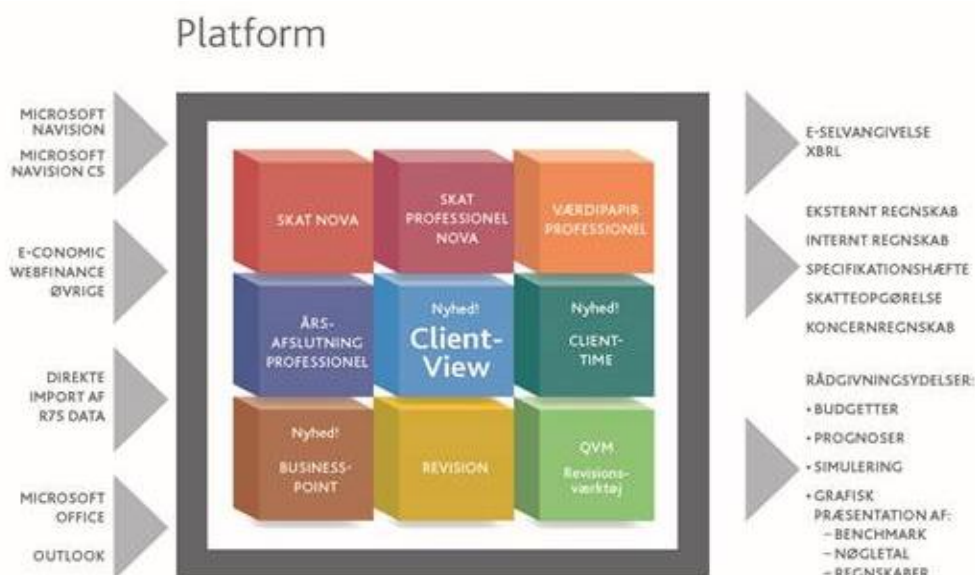 Platform
MICROSOFT
NAVISION
MICROSOFT
NAVISION C5
E-CONOMIC
WEBFINANCE
ØVRIGE
DIREKTE
IMPORT AF
R75 DATA
MICROSOFT
OFFICE
OUTLOOK
SKAT NOVA
SKAT
PROFESSIONEL
NOVA
VÆRDIPAPIR
PROFESSIONEL
ÅRS-
AFSLUTNING
PROFESSIONEL
Nyhed!
Client-
View
Nyhed!
CLIENT-
TIME
Nyhed!
BUSINESS-
POINT
REVISION
QVM
Revisions-
værktøj
E-SELVANGIVELSE
XBRL
EKSTERNT REGNSKAB
INTERNT REGNSKAB
SPECIFIKATIONSHÆFTE
SKATTEOPGØRELSE
KONCERNREGNSKAB
RÅDGIVNINGSYDELSER:
• BUDGETTER
• PROGNOSER
• SIMULERING
• GRAFISK
PRÆSENTATION AF:
– BENCHMARK
– NØGLETAL
– REGNSKABER